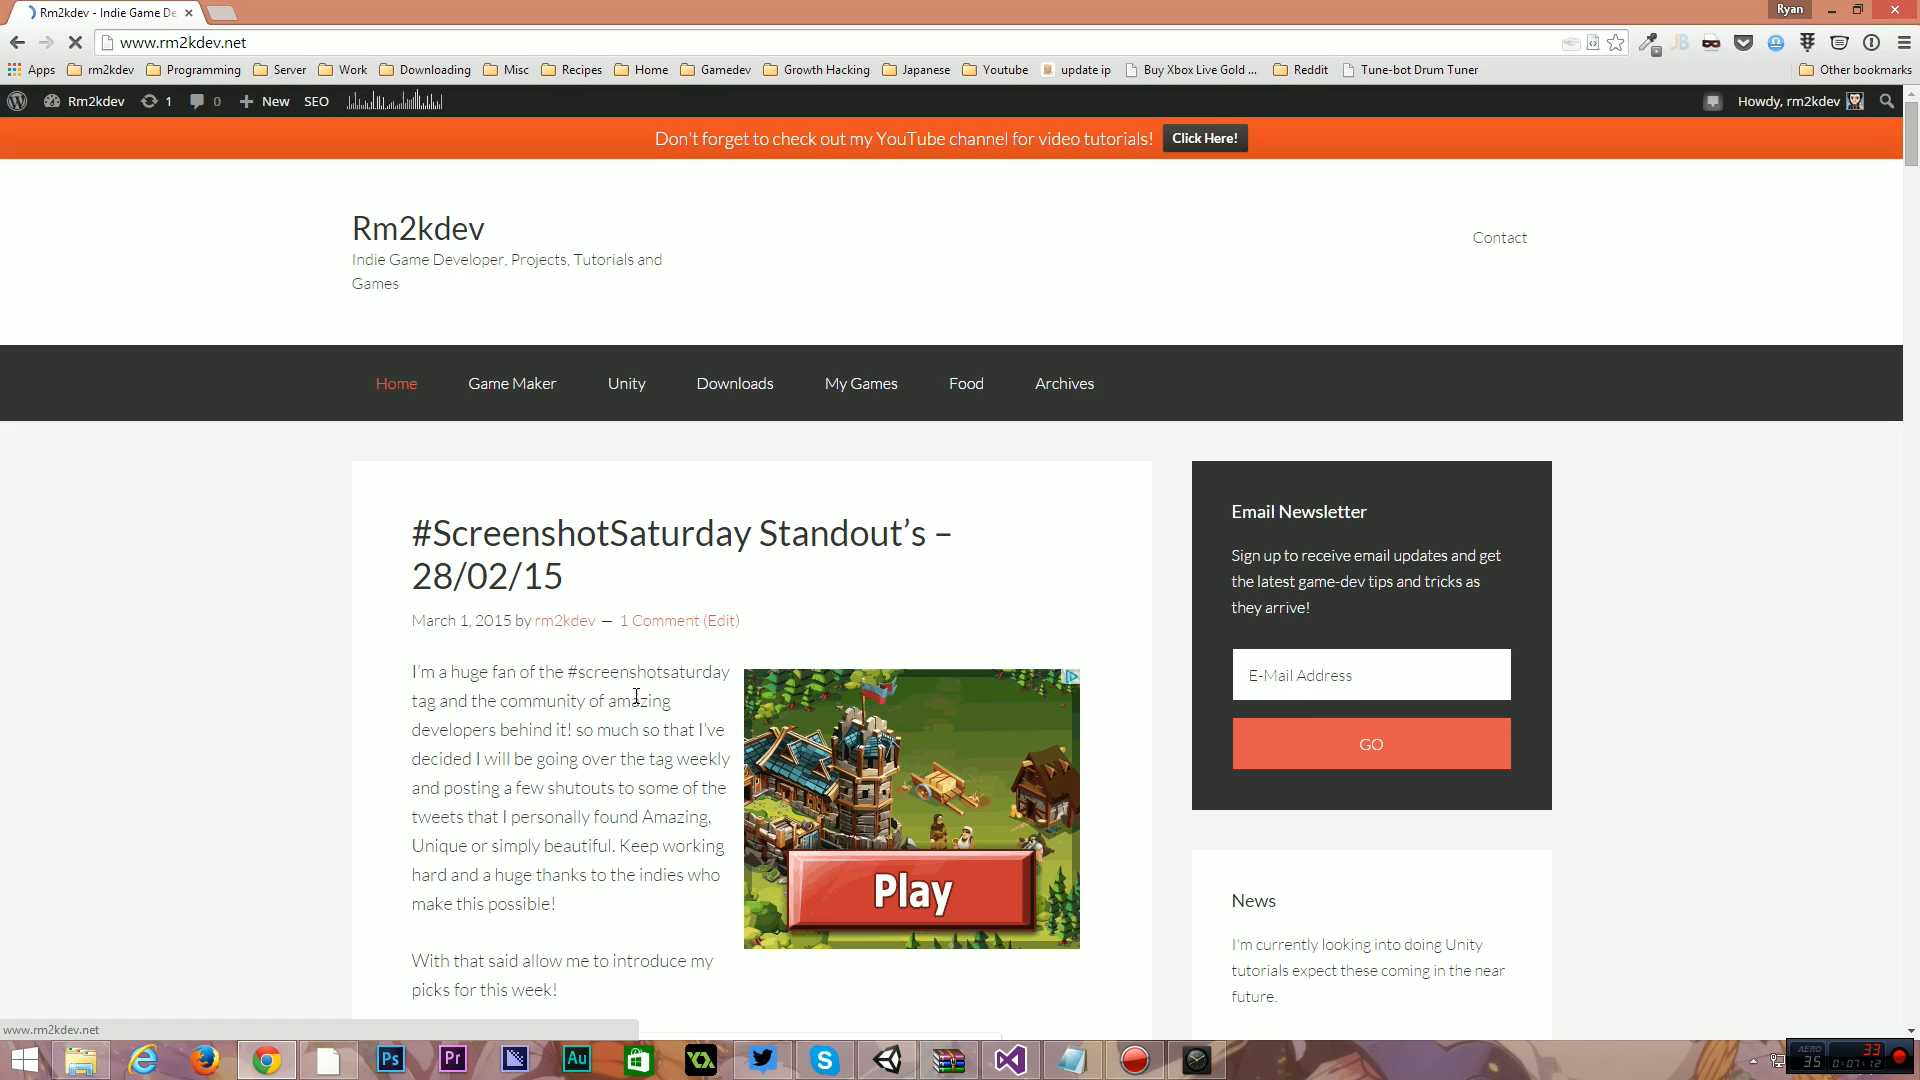 Rm2kdev - Indie Game De
Ryan
www.rm2kdev.net
Apps rm2kdev Programming Server Work Downloading Misc Recipes Home Gamedev Growth Hacking Japanese Youtube update ip Buy Xbox Live Gold ... Reddit Tune-bot Drum Tuner Other bookmarks
Rm2kdev 1 0 New SEO Howdy, rm2kdev
Don't forget to check out my YouTube channel for video tutorials! Click Here!
Rm2kdev
Indie Game Developer, Projects, Tutorials and
Games
Contact
Home Game Maker Unity Downloads My Games Food Archives
#ScreenshotSaturday Standout’s –
28/02/15
March 1, 2015 by rm2kdev — 1 Comment (Edit)
I’m a huge fan of the #screenshotsaturday
tag and the community of amazing
developers behind it! so much so that I’ve
decided I will be going over the tag weekly
and posting a few shutouts to some of the
tweets that I personally found Amazing,
Unique or simply beautiful. Keep working
hard and a huge thanks to the indies who
make this possible!
With that said allow me to introduce my
picks for this week!
Play
Email Newsletter
Sign up to receive email updates and get
the latest game-dev tips and tricks as
they arrive!
E-Mail Address
GO
News
I'm currently looking into doing Unity
tutorials expect these coming in the near
future.
www.rm2kdev.net
Ps Pr Au
AERO 33
35 0:07:12